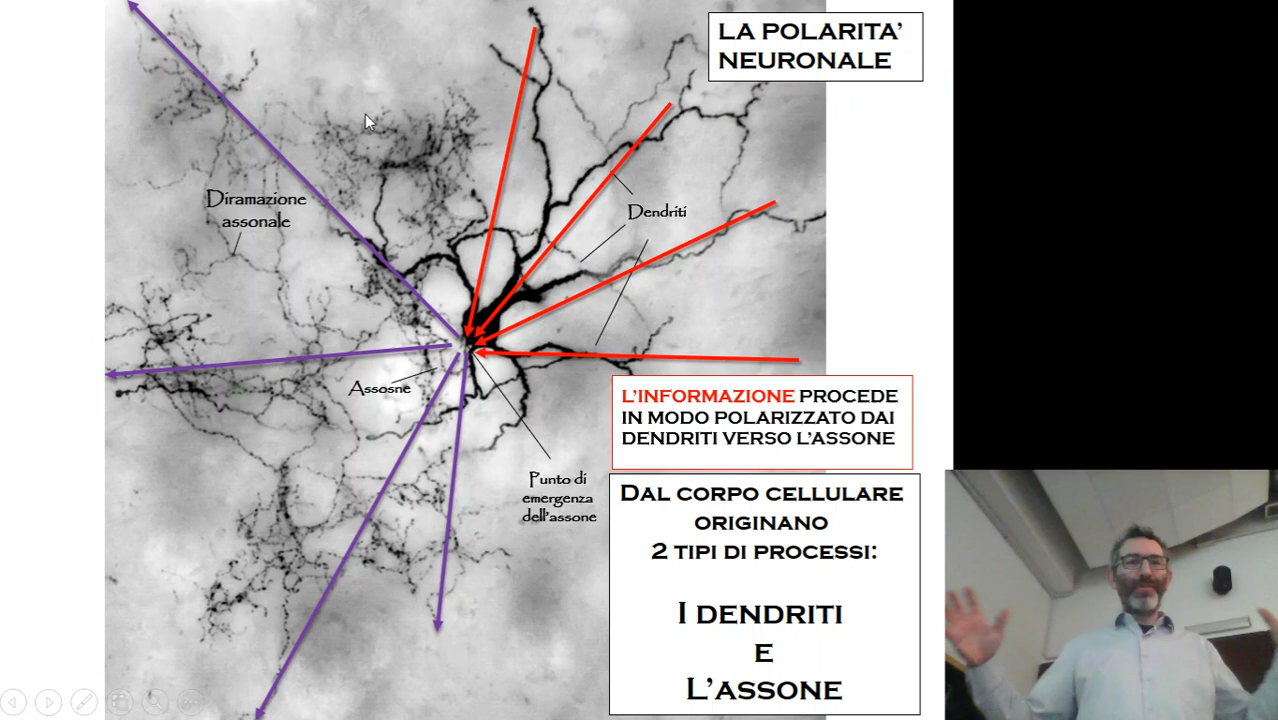 LA POLARITA'
NEURONALE
Diramazione
assonale
Dendriti
Assosne
L'INFORMAZIONE PROCEDE
IN MODO POLARIZZATO DAI
DENDRITI VERSO L'ASSONE
Punto di
emergenza
dell'assone
DAL CORPO CELLULARE
ORIGINANO
2 TIPI DI PROCESSI:
I DENDRITI
E
L'ASSONE